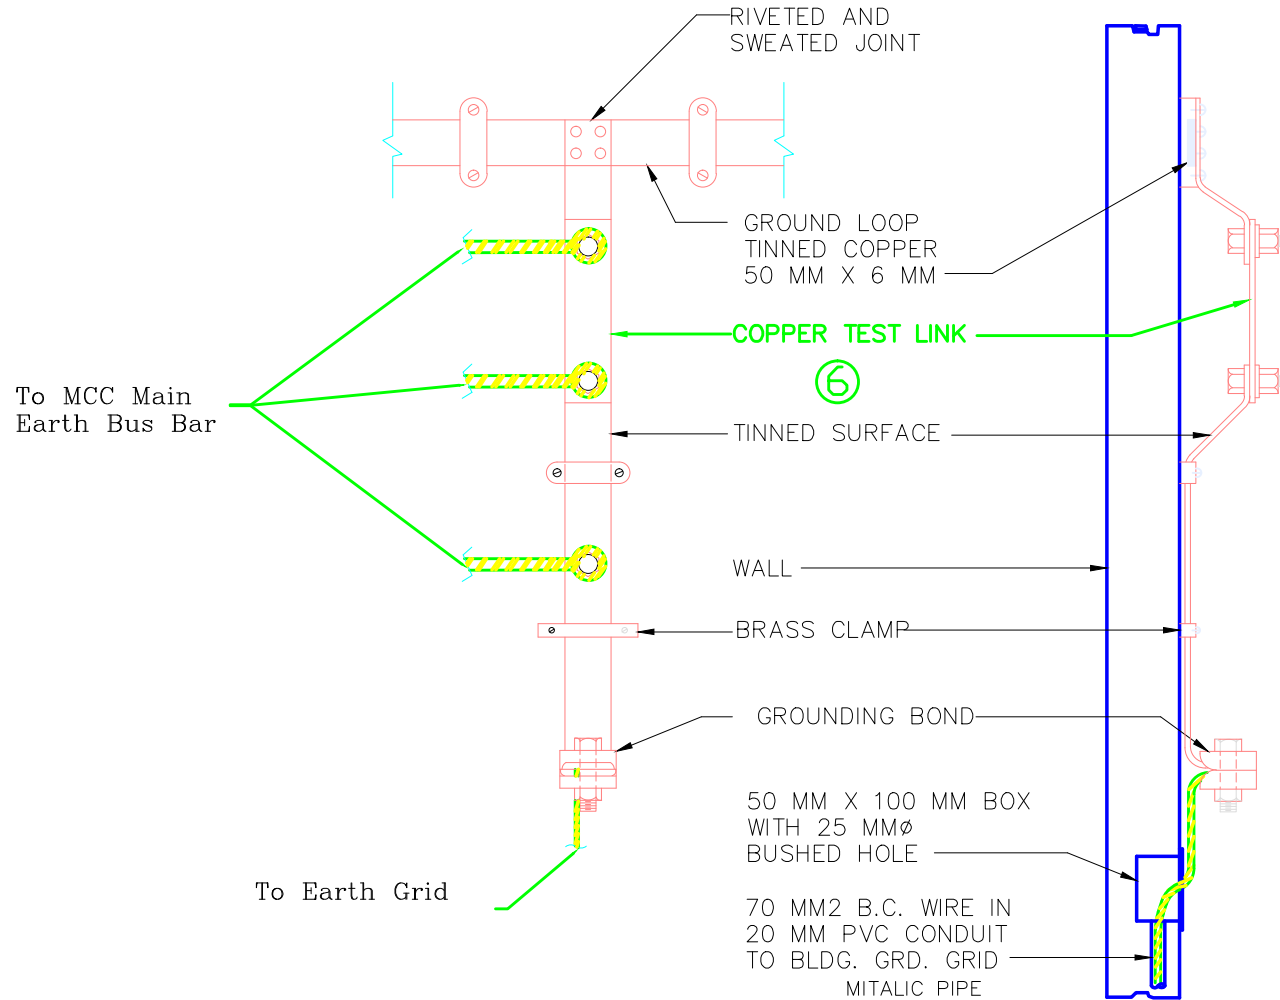 RIVETED AND
SWEATED JOINT
GROUND LOOP
TINNED COPPER
50 MM X 6 MM
COPPER TEST LINK
6
To MCC Main
Earth Bus Bar
TINNED SURFACE
WALL
BRASS CLAMP
GROUNDING BOND
50 MM X 100 MM BOX
WITH 25 MMØ
BUSHED HOLE
To Earth Grid
70 MM2 B.C. WIRE IN
20 MM PVC CONDUIT
TO BLDG. GRD. GRID
MITALIC PIPE